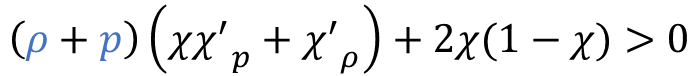 (ρ + p)(χχ′ₚ + χ′ᵨ) + 2χ(1 − χ) > 0